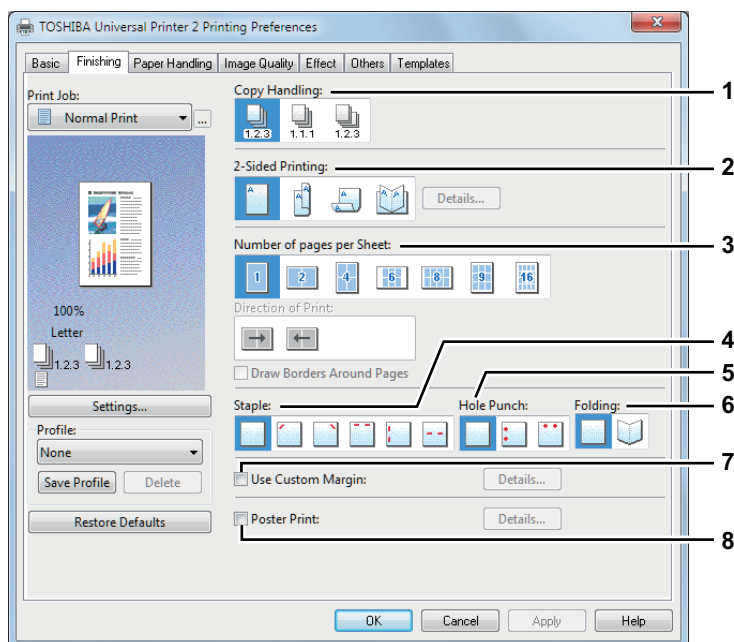 TOSHIBA Universal Printer 2 Printing Preferences
Basic Finishing Paper Handling Image Quality Effect Others Templates
Print Job:
Normal Print ...
100%
Letter
1.2.3 1.2.3
Settings...
Profile:
None
Save Profile Delete
Restore Defaults
Copy Handling:
1.2.3 1.1.1 1.2.3
2-Sided Printing:
A A A A A
Details...
Number of pages per Sheet:
1 2 4 6 8 9 16
Direction of Print:
Draw Borders Around Pages
Staple: Hole Punch: Folding:
Use Custom Margin: Details...
Poster Print: Details...
OK Cancel Apply Help
1
2
3
4
5
6
7
8